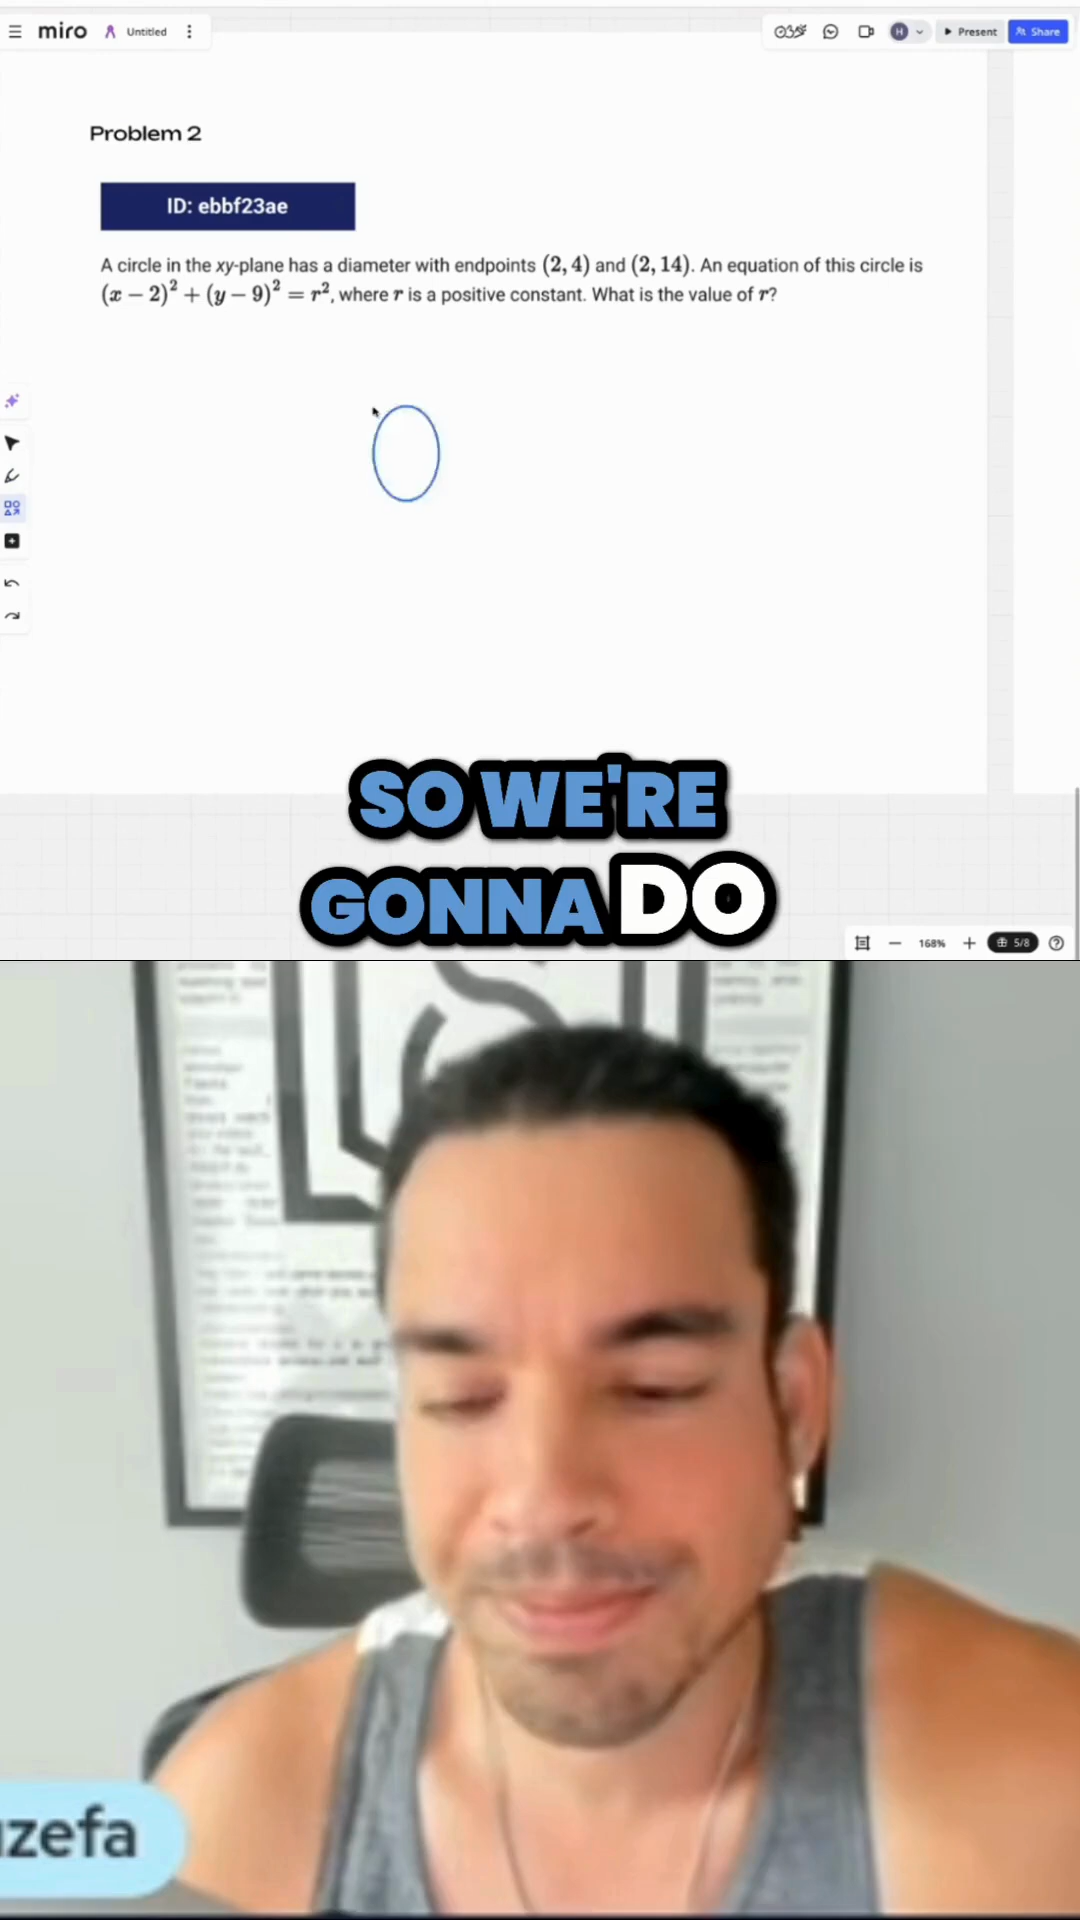 miro
Untitled
Present
Share
Problem 2
ID: ebbf23ae
A circle in the xy-plane has a diameter with endpoints (2, 4) and (2, 14). An equation of this circle is
(x − 2)² + (y − 9)² = r², where r is a positive constant. What is the value of r?
SO WE'RE
GONNA DO
168%
5/8
zefa